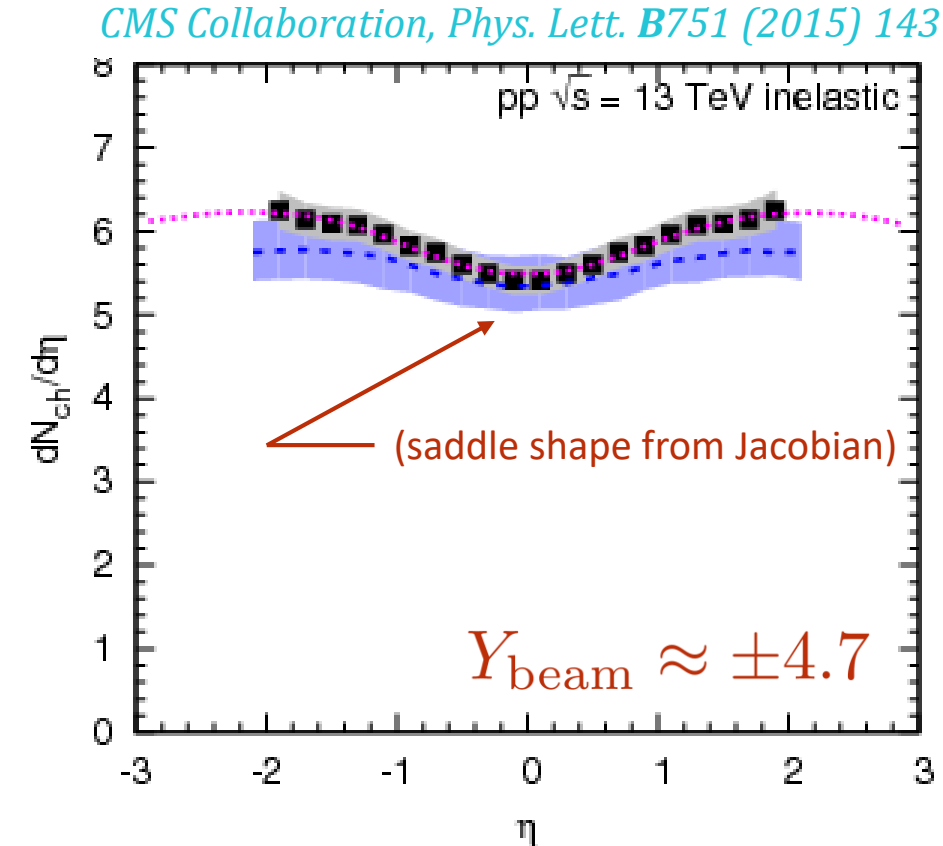 CMS Collaboration, Phys. Lett. B751 (2015) 143
8
pp √s = 13 TeV inelastic
7
6
5
4
3
2
1
0
dN_ch/dη
(saddle shape from Jacobian)
Y_beam ≈ ±4.7
-3 -2 -1 0 1 2 3
η